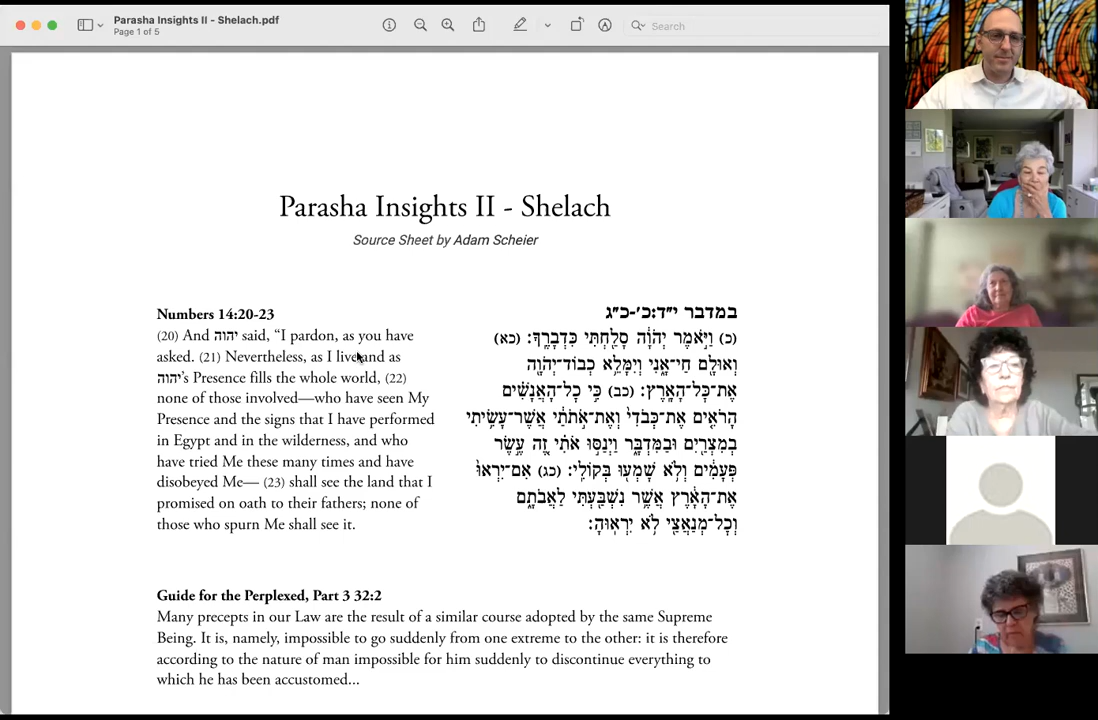 Parasha Insights II - Shelach.pdf
Page 1 of 5
Search
Parasha Insights II - Shelach
Source Sheet by Adam Scheier
Numbers 14:20-23
(20) And יהוה said, “I pardon, as you have
asked. (21) Nevertheless, as I live and as
יהוה’s Presence fills the whole world, (22)
none of those involved—who have seen My
Presence and the signs that I have performed
in Egypt and in the wilderness, and who
have tried Me these many times and have
disobeyed Me— (23) shall see the land that I
promised on oath to their fathers; none of
those who spurn Me shall see it.
במדבר י״ד:כ׳-כ״ג
(כ) וַיֹּ֣אמֶר יְהֹוָ֔ה סָלַ֖חְתִּי כִּדְבָרֶֽךָ׃ (כא)
וְאוּלָ֖ם חַי־אָ֑נִי וְיִמָּלֵ֥א כְבוֹד־יְהֹוָ֖ה
אֶת־כׇּל־הָאָֽרֶץ׃ (כב) כִּ֣י כׇל־הָאֲנָשִׁ֗ים
הָרֹאִ֤ים אֶת־כְּבֹדִי֙ וְאֶת־אֹ֣תֹתַ֔י אֲשֶׁר־עָשִׂ֥יתִי
בְמִצְרַ֖יִם וּבַמִּדְבָּ֑ר וַיְנַסּ֣וּ אֹתִ֗י זֶ֚ה עֶ֣שֶׂר
פְּעָמִ֔ים וְלֹ֥א שָׁמְע֖וּ בְּקוֹלִֽי׃ (כג) אִם־יִרְאוּ֙
אֶת־הָאָ֔רֶץ אֲשֶׁ֥ר נִשְׁבַּ֖עְתִּי לַאֲבֹתָ֑ם
וְכׇל־מְנַאֲצַ֖י לֹ֥א יִרְאֽוּהָ׃
Guide for the Perplexed, Part 3 32:2
Many precepts in our Law are the result of a similar course adopted by the same Supreme
Being. It is, namely, impossible to go suddenly from one extreme to the other: it is therefore
according to the nature of man impossible for him suddenly to discontinue everything to
which he has been accustomed...